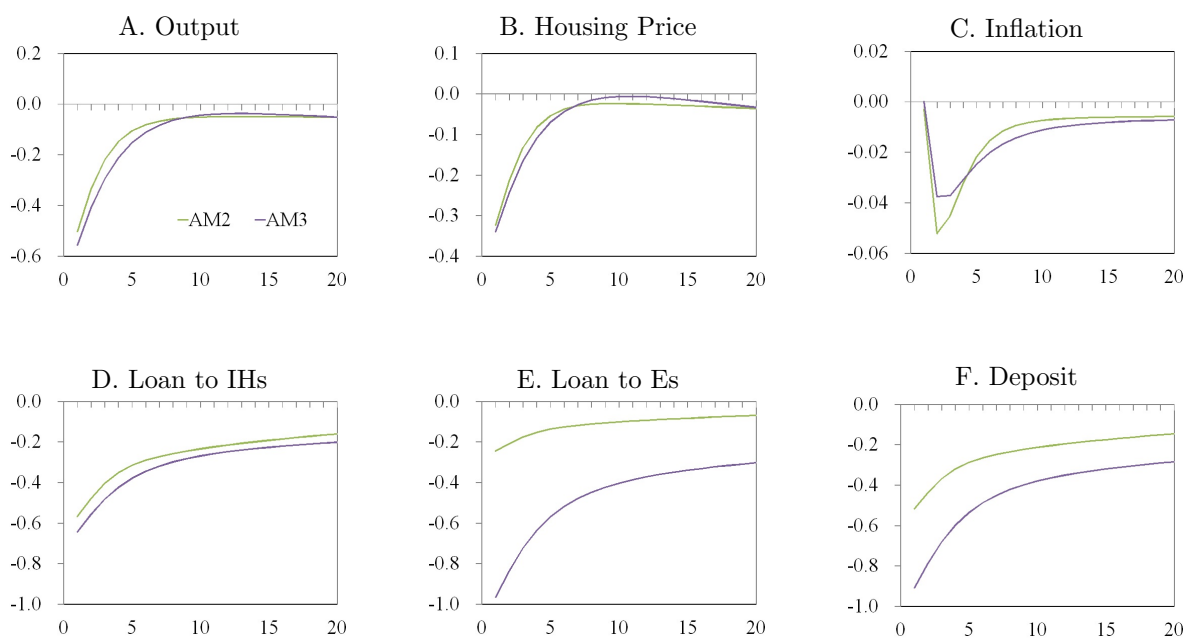 A. Output
0.2
0.0
-0.2
-0.4
-0.6
0 5 10 15 20
AM2 AM3
B. Housing Price
0.1
0.0
-0.1
-0.2
-0.3
-0.4
0 5 10 15 20
C. Inflation
0.02
0.00
-0.02
-0.04
-0.06
0 5 10 15 20
D. Loan to IHs
0.0
-0.2
-0.4
-0.6
-0.8
-1.0
0 5 10 15 20
E. Loan to Es
0.0
-0.2
-0.4
-0.6
-0.8
-1.0
0 5 10 15 20
F. Deposit
0.0
-0.2
-0.4
-0.6
-0.8
-1.0
0 5 10 15 20